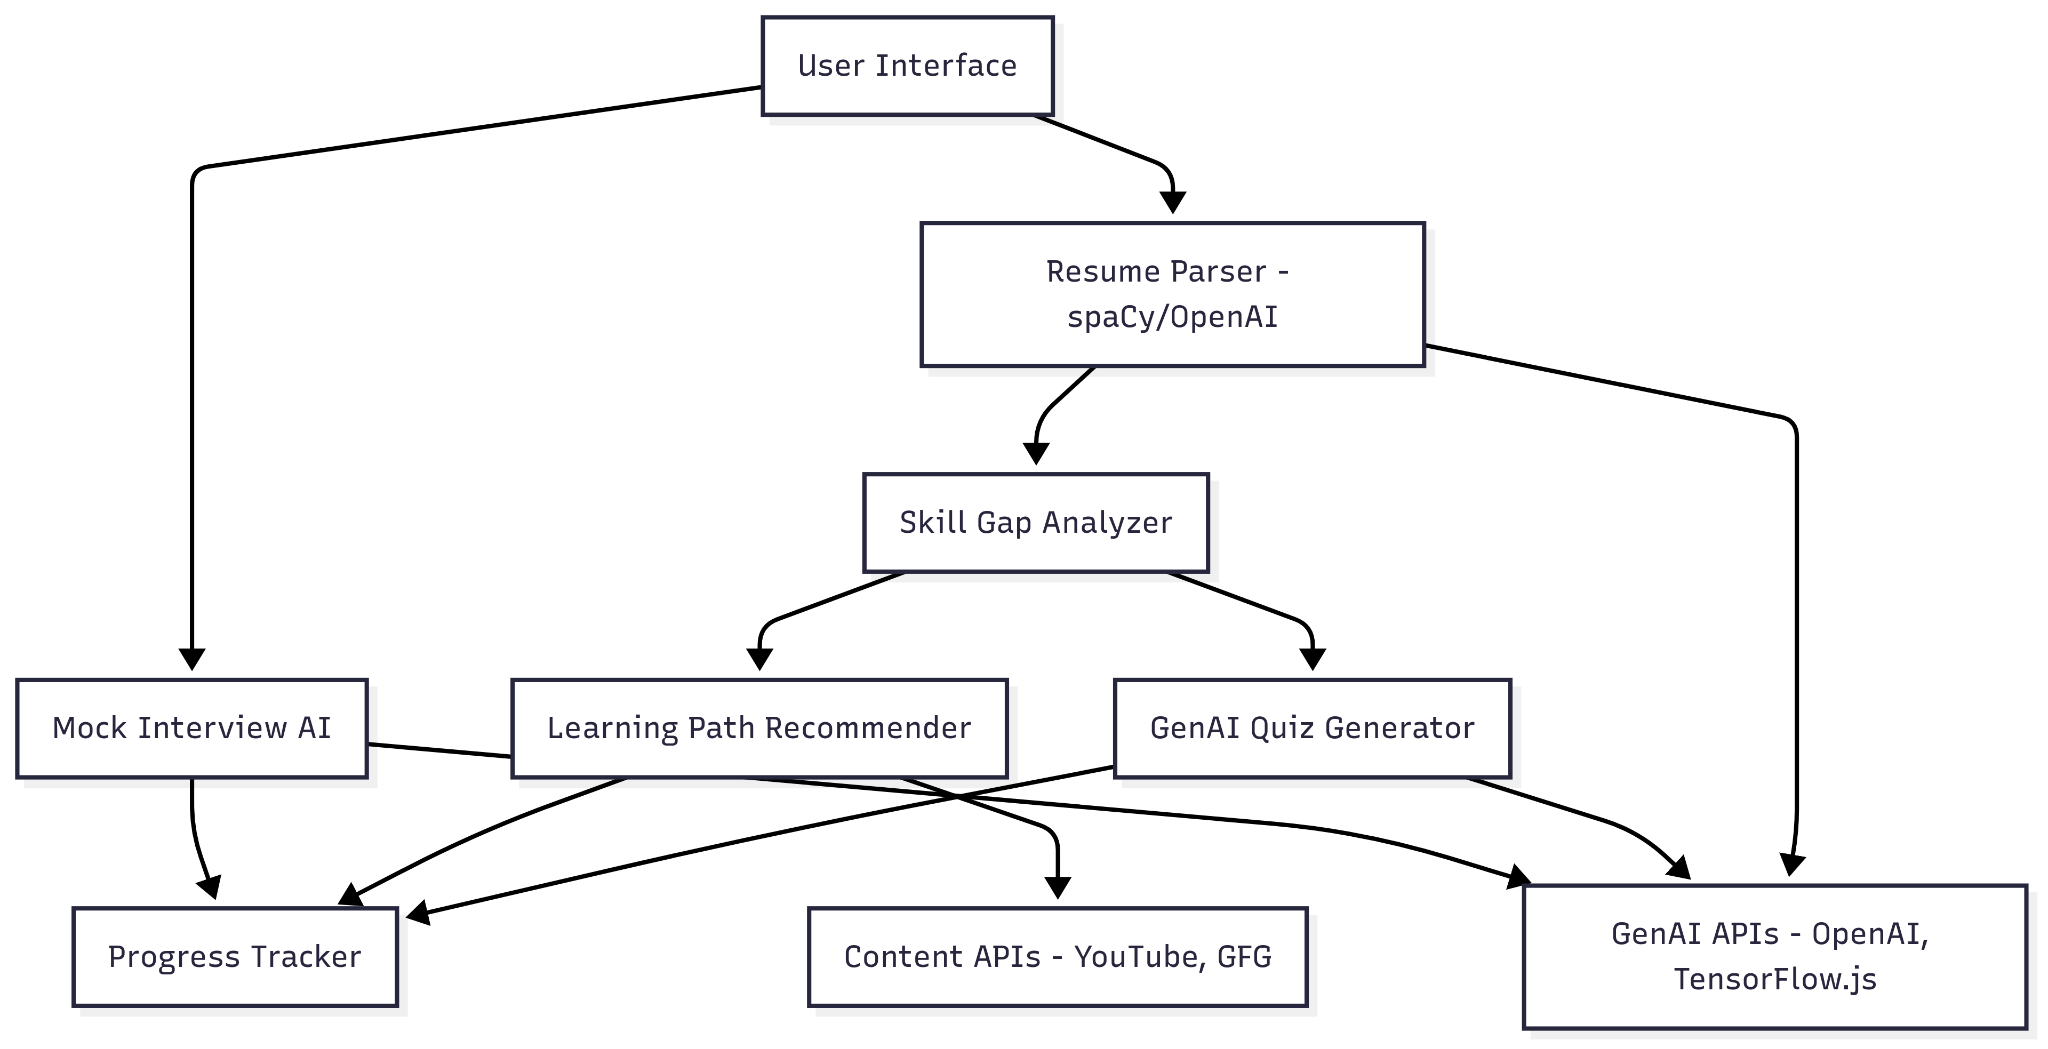 User Interface
Resume Parser -
spaCy/OpenAI
Skill Gap Analyzer
Mock Interview AI
Learning Path Recommender
GenAI Quiz Generator
Progress Tracker
Content APIs - YouTube, GFG
GenAI APIs - OpenAI,
TensorFlow.js